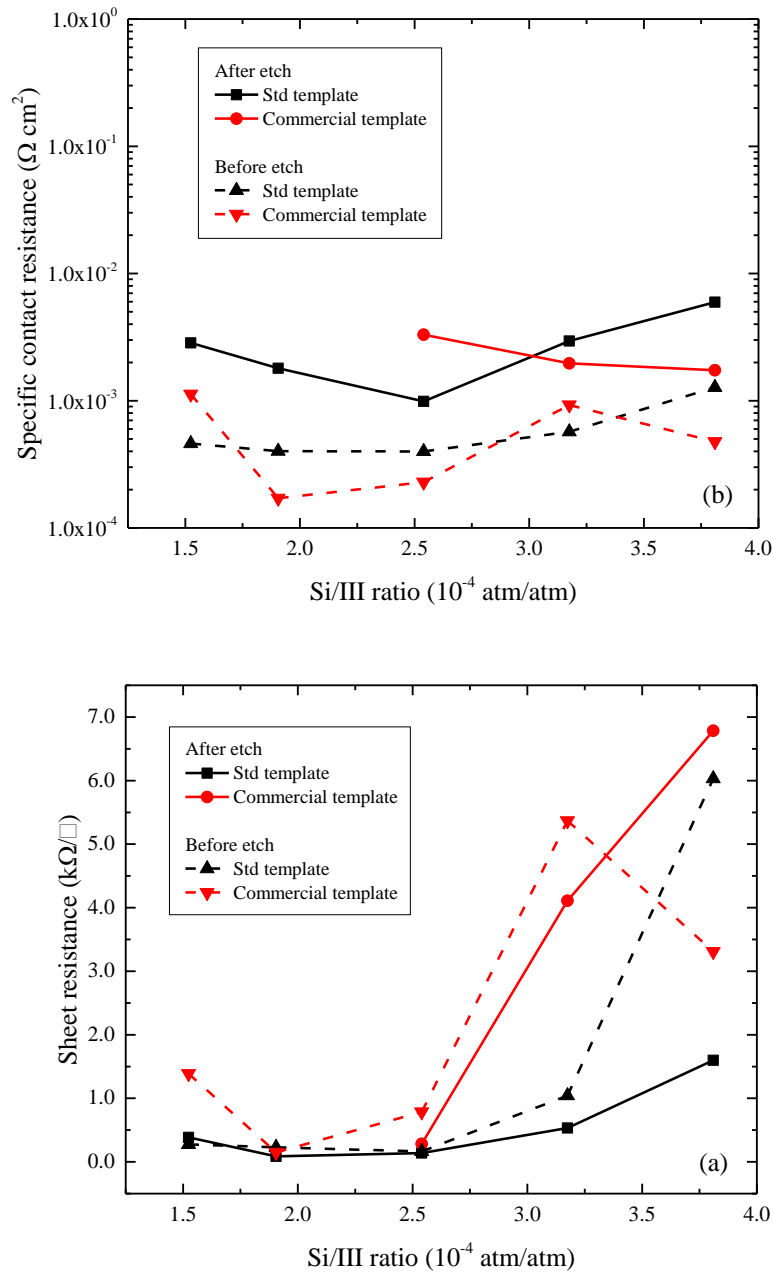 1.0x10⁰
1.0x10⁻¹
1.0x10⁻²
1.0x10⁻³
1.0x10⁻⁴
Specific contact resistance (Ω cm²)
After etch
Std template
Commercial template
Before etch
Std template
Commercial template
(b)
1.5 2.0 2.5 3.0 3.5 4.0
Si/III ratio (10⁻⁴ atm/atm)
7.0
6.0
5.0
4.0
3.0
2.0
1.0
0.0
Sheet resistance (kΩ/□)
After etch
Std template
Commercial template
Before etch
Std template
Commercial template
(a)
1.5 2.0 2.5 3.0 3.5 4.0
Si/III ratio (10⁻⁴ atm/atm)